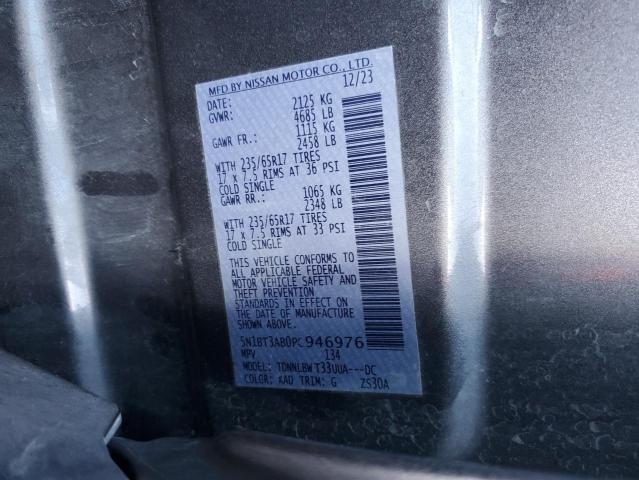 MFD BY NISSAN MOTOR CO., LTD.
DATE: 12/23
GVWR: 2125 KG
4685 LB
GAWR FR.: 1115 KG
2458 LB
WITH 235/65R17 TIRES
17 x 7.5 RIMS AT 36 PSI
COLD SINGLE
GAWR RR.: 1065 KG
2348 LB
WITH 235/65R17 TIRES
17 x 7.5 RIMS AT 33 PSI
COLD SINGLE
THIS VEHICLE CONFORMS TO
ALL APPLICABLE FEDERAL
MOTOR VEHICLE SAFETY AND
THEFT PREVENTION
STANDARDS IN EFFECT ON
THE DATE OF MANUFACTURE
SHOWN ABOVE.
5N1BT3AB0PC946976
MPV 134
MODEL: TDNNLBWT33UUA---DC
COLOR: KAD TRIM: G ZS30A